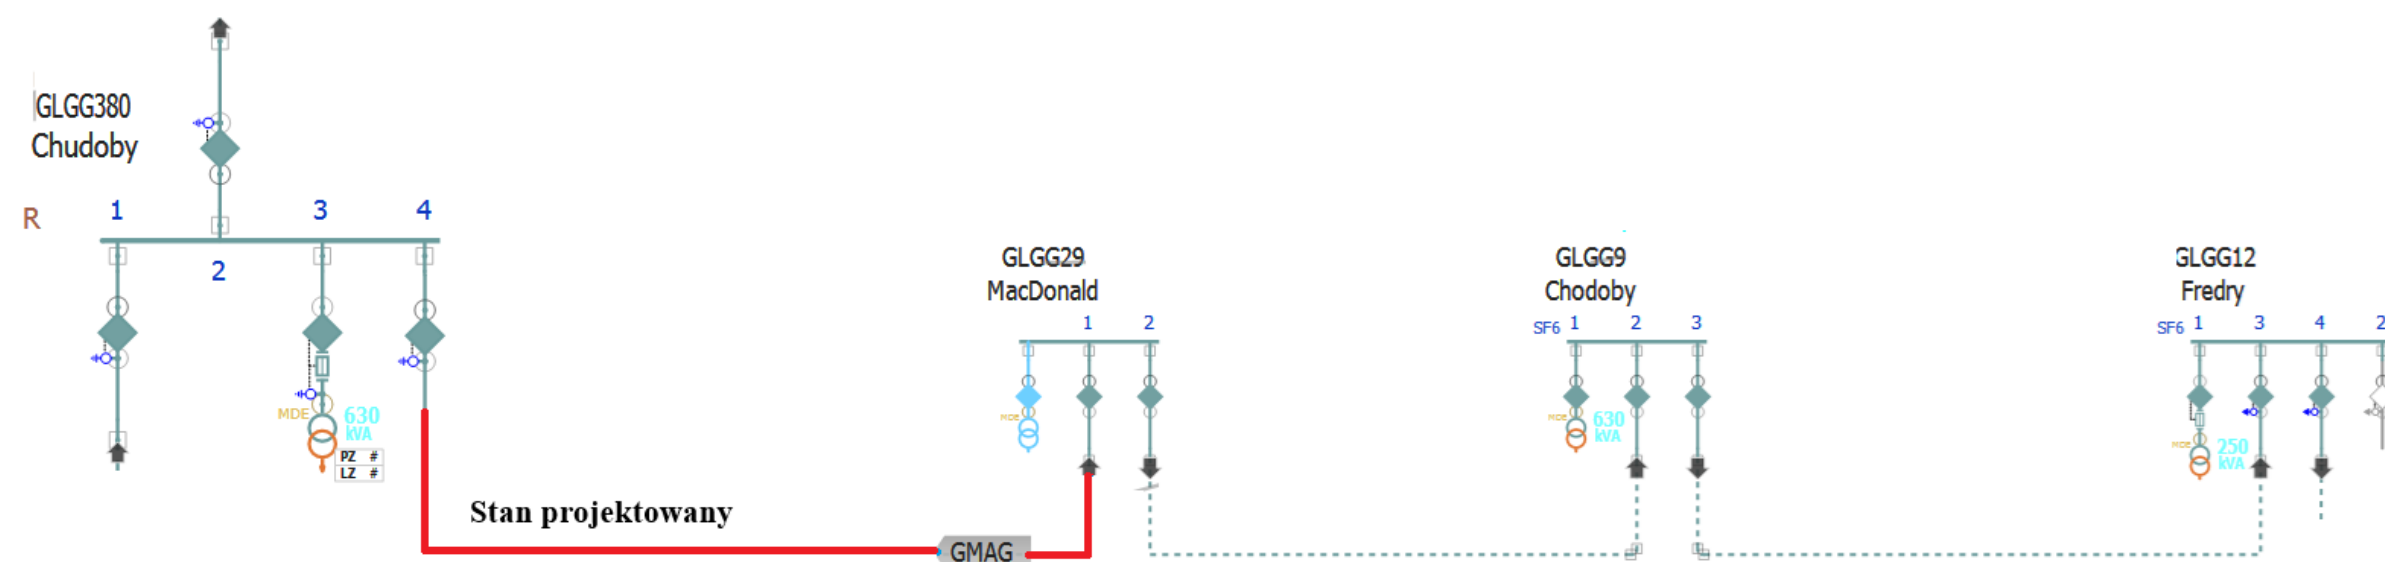 GLGG380
Chudoby
R
1
2
3
4
MDE
630
kVA
PZ #
LZ #
Stan projektowany
GMAG
GLGG29
MacDonald
1
2
MDE
GLGG9
Chodoby
SF6
1
2
3
MDE
630
kVA
GLGG12
Fredry
SF6
1
3
4
2
MDE
250
kVA